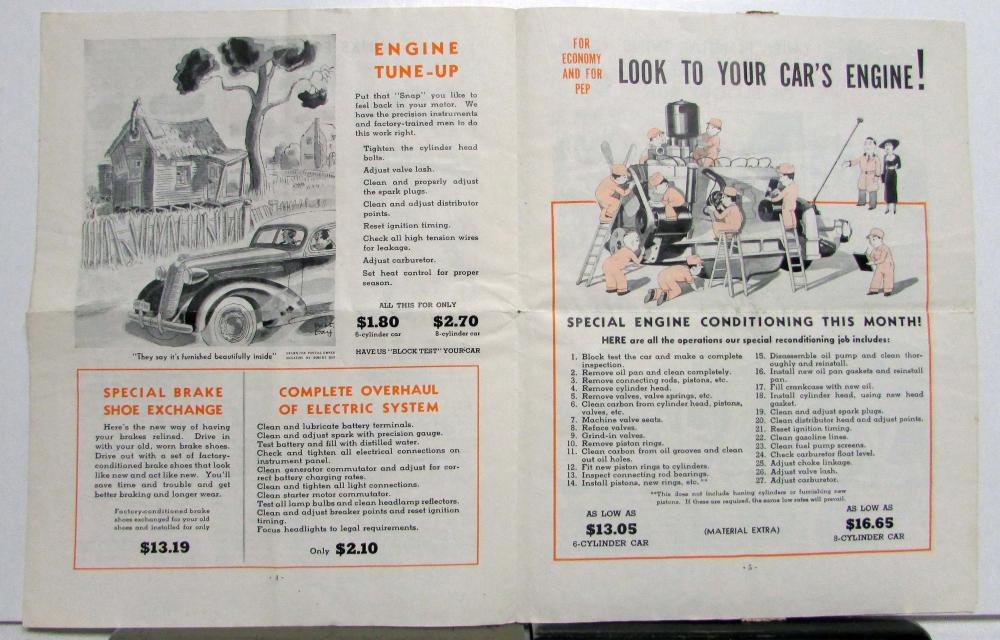 ENGINE
TUNE-UP
Put that "Snap" you like to
feel back in your motor. We
have the precision instruments
and factory-trained men to do
this work right.
Tighten the cylinder head
bolts.
Adjust valve lash.
Clean and properly adjust
the spark plugs.
Clean and adjust distributor
points.
Reset ignition timing.
Check all high tension wires
for leakage.
Adjust carburetor.
Set heat control for proper
season.
ALL THIS FOR ONLY
$1.80 $2.70
6-cylinder car 8-cylinder car
HAVE US "BLOCK TEST" YOUR CAR
"They say it's furnished beautifully inside"
SPECIAL BRAKE
SHOE EXCHANGE
Here's the new way of having
your brakes relined. Drive in
with your old, worn brake shoes.
Drive out with a set of factory-
conditioned brake shoes that look
like new and act like new. You'll
save time and trouble and get
better braking and longer wear.
Factory-conditioned brake
shoes exchanged for your old
shoes and installed for only
$13.19
COMPLETE OVERHAUL
OF ELECTRIC SYSTEM
Clean and lubricate battery terminals.
Clean and adjust spark with precision gauge.
Test battery and fill with distilled water.
Check and tighten all electrical connections on
instrument panel.
Clean generator commutator and adjust for cor-
rect battery charging rates.
Clean and tighten all light connections.
Clean starter motor commutator.
Test all lamp bulbs and clean headlamp reflectors.
Clean and adjust breaker points and reset ignition
timing.
Focus headlights to legal requirements.
Only $2.10
- 4 -
FOR
ECONOMY
AND FOR
PEP
LOOK TO YOUR CAR'S ENGINE!
SPECIAL ENGINE CONDITIONING THIS MONTH!
HERE are all the operations our special reconditioning job includes:
1. Block test the car and make a complete
inspection.
2. Remove oil pan and clean completely.
3. Remove connecting rods, pistons, etc.
4. Remove cylinder head.
5. Remove valves, valve springs, etc.
6. Clean carbon from cylinder head, pistons,
valves, etc.
7. Machine valve seats.
8. Reface valves.
9. Grind-in valves.
10. Remove piston rings.
11. Clean carbon from oil grooves and clean
out oil holes.
12. Fit new piston rings to cylinders.
13. Inspect connecting rod bearings.
14. Install pistons, new rings, etc.**
15. Disassemble oil pump and clean thor-
oughly and reinstall.
16. Install new oil pan gaskets and reinstall
pan.
17. Fill crankcase with new oil.
18. Install cylinder head, using new head
gasket.
19. Clean and adjust spark plugs.
20. Clean distributor head and adjust points.
21. Reset ignition timing.
22. Clean gasoline lines.
23. Clean fuel pump screens.
24. Check carburetor float level.
25. Adjust choke linkage.
26. Adjust valve lash.
27. Adjust carburetor.
**This does not include honing cylinders or furnishing new
pistons. If these are required, the same low rates will prevail.
AS LOW AS
$13.05
6-CYLINDER CAR
(MATERIAL EXTRA)
AS LOW AS
$16.65
8-CYLINDER CAR
- 5 -